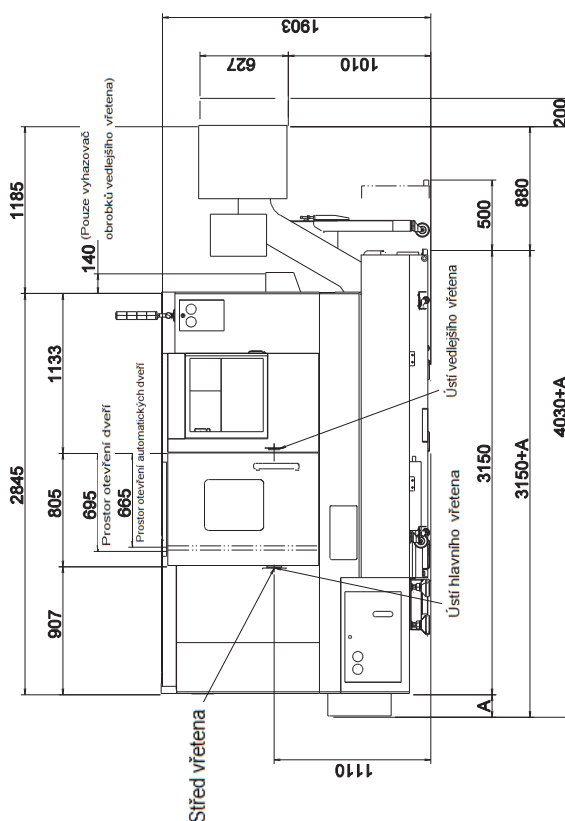 2845
1185
907
805
1133
140 (Pouze vyhazovač
obrobků vedlejšího vřetena)
695
Prostor otevření dveří
665
Prostor otevření automatických dveří
1903
627
1010
Střed vřetena
1110
Ústí hlavního vřetena
Ústí vedlejšího vřetena
A
3150
500
3150+A
880
4030+A
200